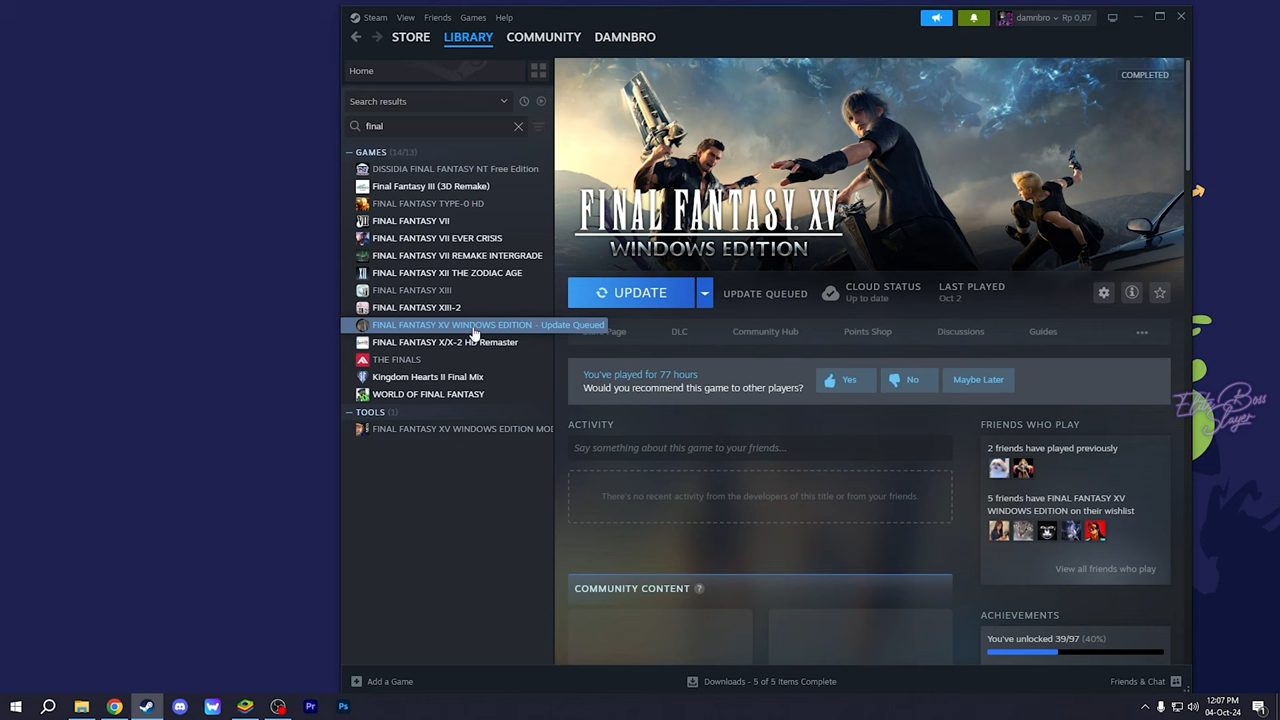 Steam View Friends Games Help
damnbro Rp 0,87
STORE LIBRARY COMMUNITY DAMNBRO
Home
Search results
final
GAMES (14/13)
DISSIDIA FINAL FANTASY NT Free Edition
Final Fantasy III (3D Remake)
FINAL FANTASY TYPE-0 HD
FINAL FANTASY VII
FINAL FANTASY VII EVER CRISIS
FINAL FANTASY VII REMAKE INTERGRADE
FINAL FANTASY XII THE ZODIAC AGE
FINAL FANTASY XIII
FINAL FANTASY XIII-2
FINAL FANTASY XV WINDOWS EDITION - Update Queued
FINAL FANTASY X/X-2 HD Remaster
THE FINALS
Kingdom Hearts II Final Mix
WORLD OF FINAL FANTASY
TOOLS (1)
FINAL FANTASY XV WINDOWS EDITION MOD
COMPLETED
FINAL FANTASY XV
WINDOWS EDITION
UPDATE
UPDATE QUEUED
CLOUD STATUS
Up to date
LAST PLAYED
Oct 2
Page DLC Community Hub Points Shop Discussions Guides
You've played for 77 hours
Would you recommend this game to other players?
Yes No Maybe Later
ACTIVITY
Say something about this game to your friends...
There's no recent activity from the developers of this title or from your friends.
COMMUNITY CONTENT ?
FRIENDS WHO PLAY
2 friends have played previously
5 friends have FINAL FANTASY XV
WINDOWS EDITION on their wishlist
View all friends who play
ACHIEVEMENTS
You've unlocked 39/97 (40%)
Add a Game
Downloads - 5 of 5 Items Complete
Friends & Chat
Elite Boss
Slayer
Pr
Ps
12:07 PM
04-Oct-24
1